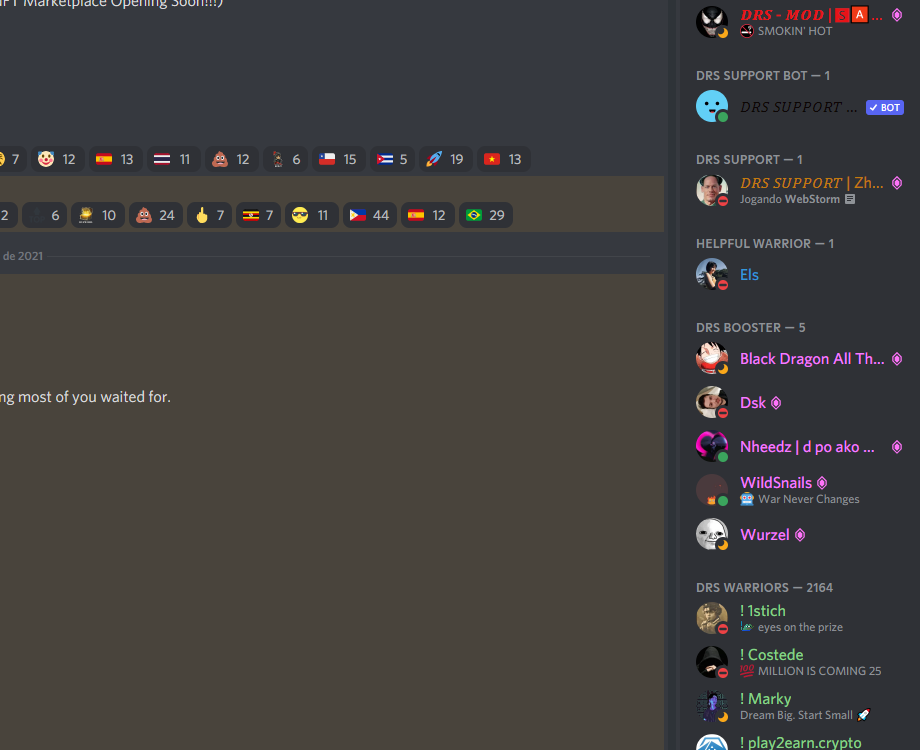 Marketplace Opening Soon!!!)
7 12 13 11 12 6 15 5 19 13
2 6 10 24 7 7 11 44 12 29
de 2021
most of you waited for.
DRS - MOD | S A ...
SMOKIN' HOT
DRS SUPPORT BOT — 1
DRS SUPPORT ... ✓ BOT
DRS SUPPORT — 1
DRS SUPPORT | Zh...
Jogando WebStorm
HELPFUL WARRIOR — 1
Els
DRS BOOSTER — 5
Black Dragon All Th...
Dsk
Nheedz | d po ako ...
WildSnails
War Never Changes
Wurzel
DRS WARRIORS — 2164
! 1stich
eyes on the prize
! Costede
💯 MILLION IS COMING 25
! Marky
Dream Big. Start Small 🚀
! play2earn.crypto